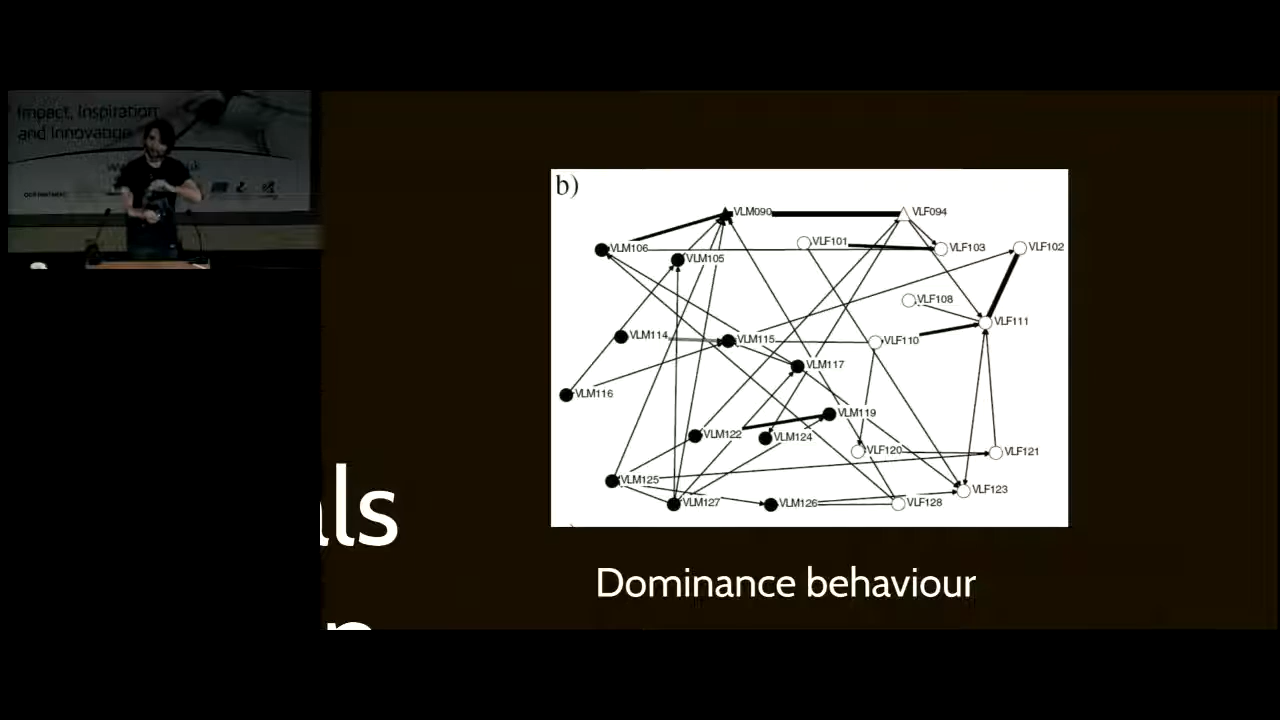 Impact, Inspiration
and Innovation
b)
VLM090
VLF094
VLM106
VLF101
VLF103
VLF102
VLM105
VLF108
VLF111
VLM114
VLM115
VLF110
VLM117
VLM116
VLM119
VLM122
VLM124
VLF120
VLF121
VLM125
VLF123
VLM127
VLM126
VLF128
ls
Dominance behaviour